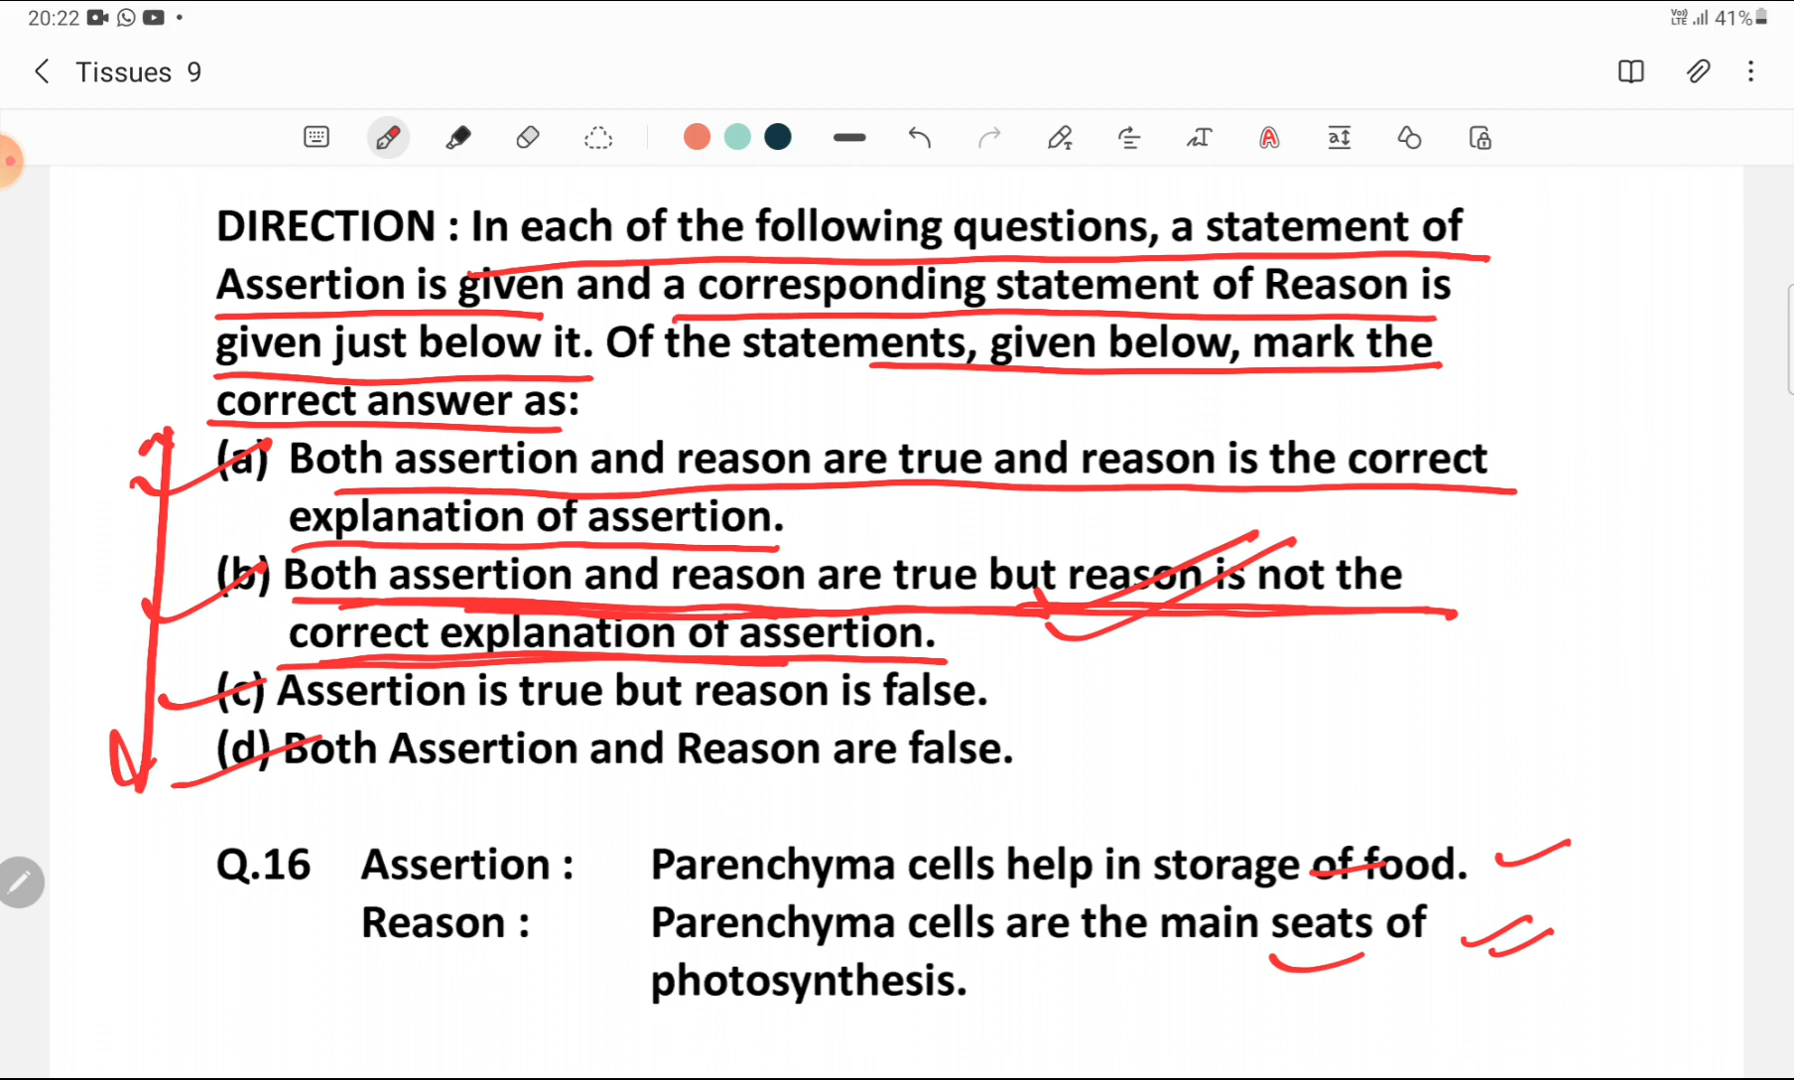 20:22
Vo)) LTE 41%
Tissues 9
DIRECTION : In each of the following questions, a statement of
Assertion is given and a corresponding statement of Reason is
given just below it. Of the statements, given below, mark the
correct answer as:
(a) Both assertion and reason are true and reason is the correct
explanation of assertion.
(b) Both assertion and reason are true but reason is not the
correct explanation of assertion.
(c) Assertion is true but reason is false.
(d) Both Assertion and Reason are false.
Q.16 Assertion : Parenchyma cells help in storage of food.
Reason : Parenchyma cells are the main seats of
photosynthesis.